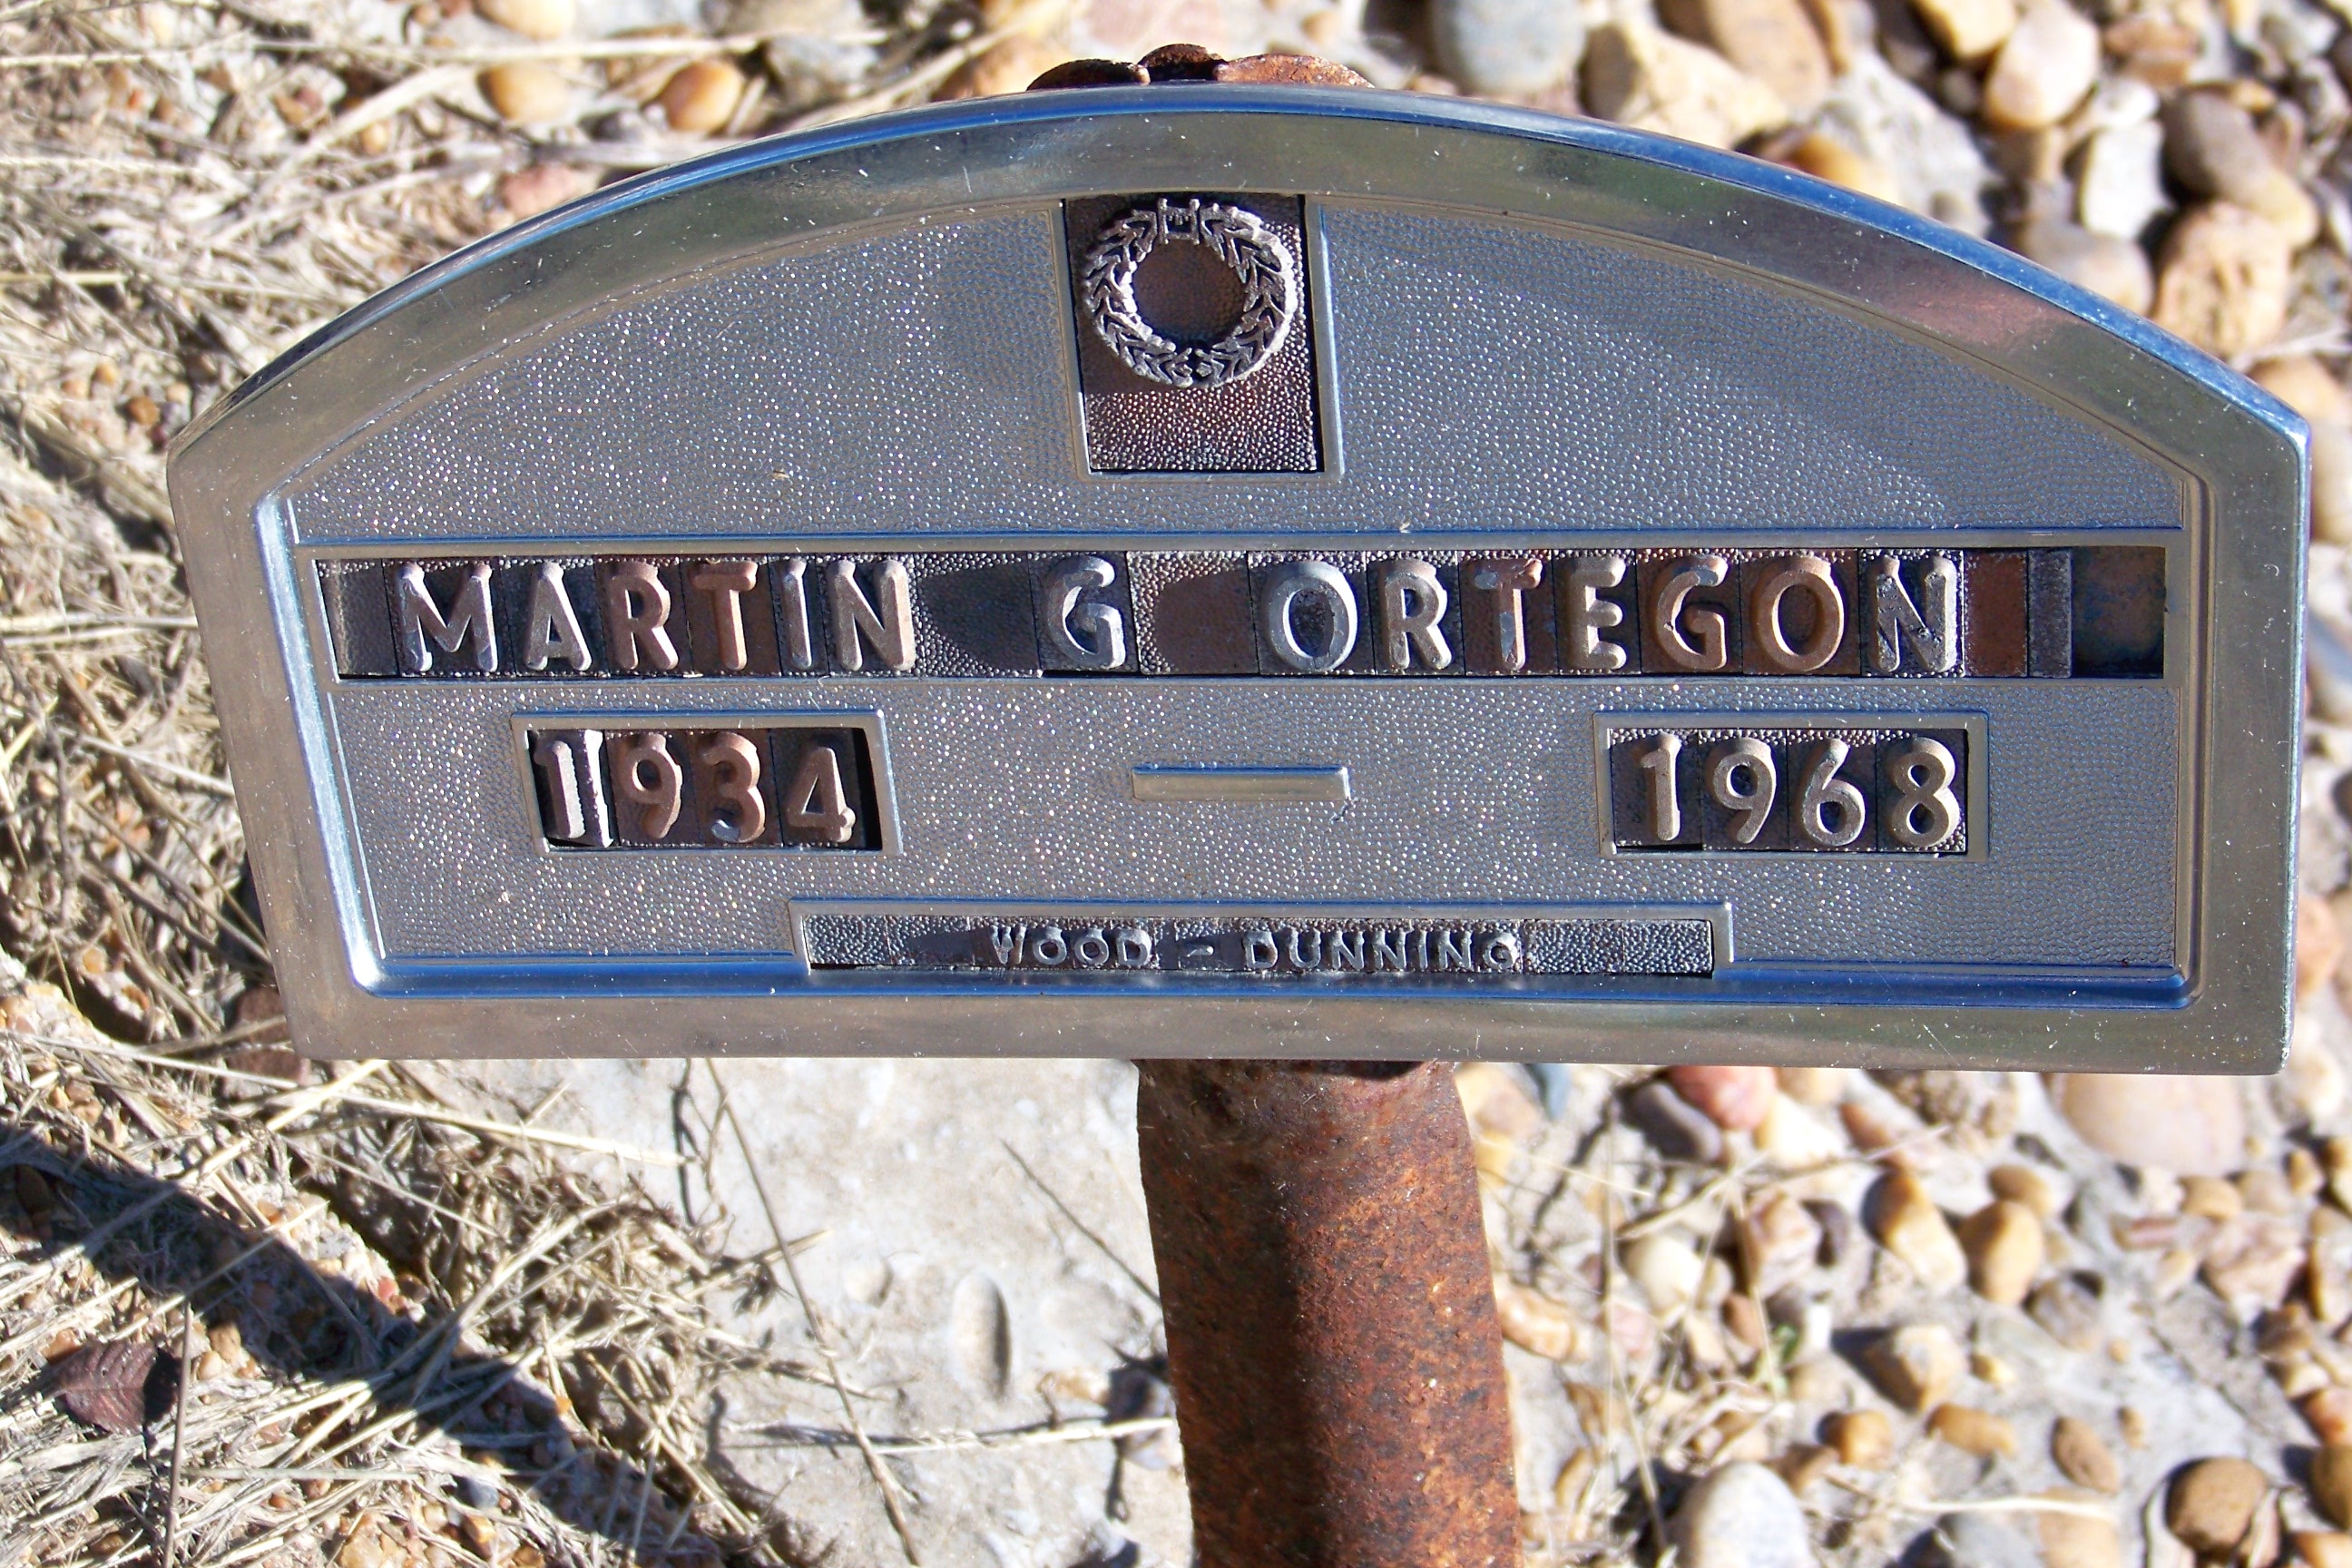 MARTIN G ORTEGON
1934 — 1968
WOOD - DUNNING